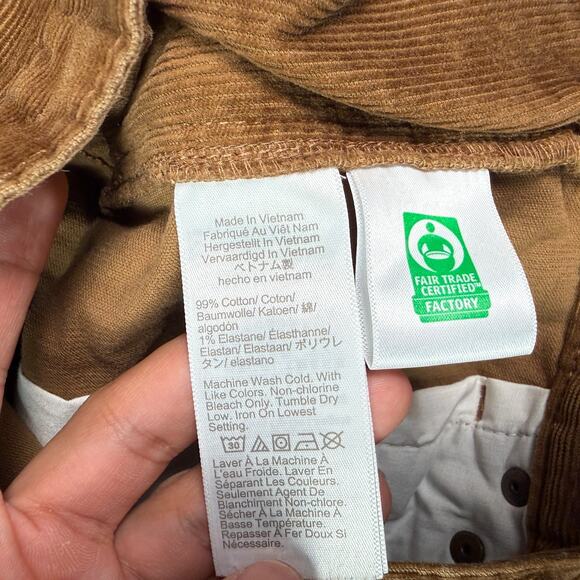 Made In Vietnam
Fabriqué Au Viêt Nam
Hergestellt In Vietnam
Vervaardigd In Vietnam
ベトナム製
hecho en vietnam
99% Cotton/ Coton/
Baumwolle/ Katoen/ 綿/
algodón
1% Elastane/ Élasthanne/
Elastan/ Elastaan/ ポリウレ
タン/ elastano
Machine Wash Cold. With
Like Colors. Non-chlorine
Bleach Only. Tumble Dry
Low. Iron On Lowest
Setting.
30
Laver À La Machine À
L'eau Froide. Laver En
Séparant Les Couleurs.
Seulement Agent De
Blanchiment Non-chlore.
Sécher À La Machine À
Basse Température.
Repasser À Fer Doux Si
Nécessaire.
FAIR TRADE
CERTIFIED™
FACTORY